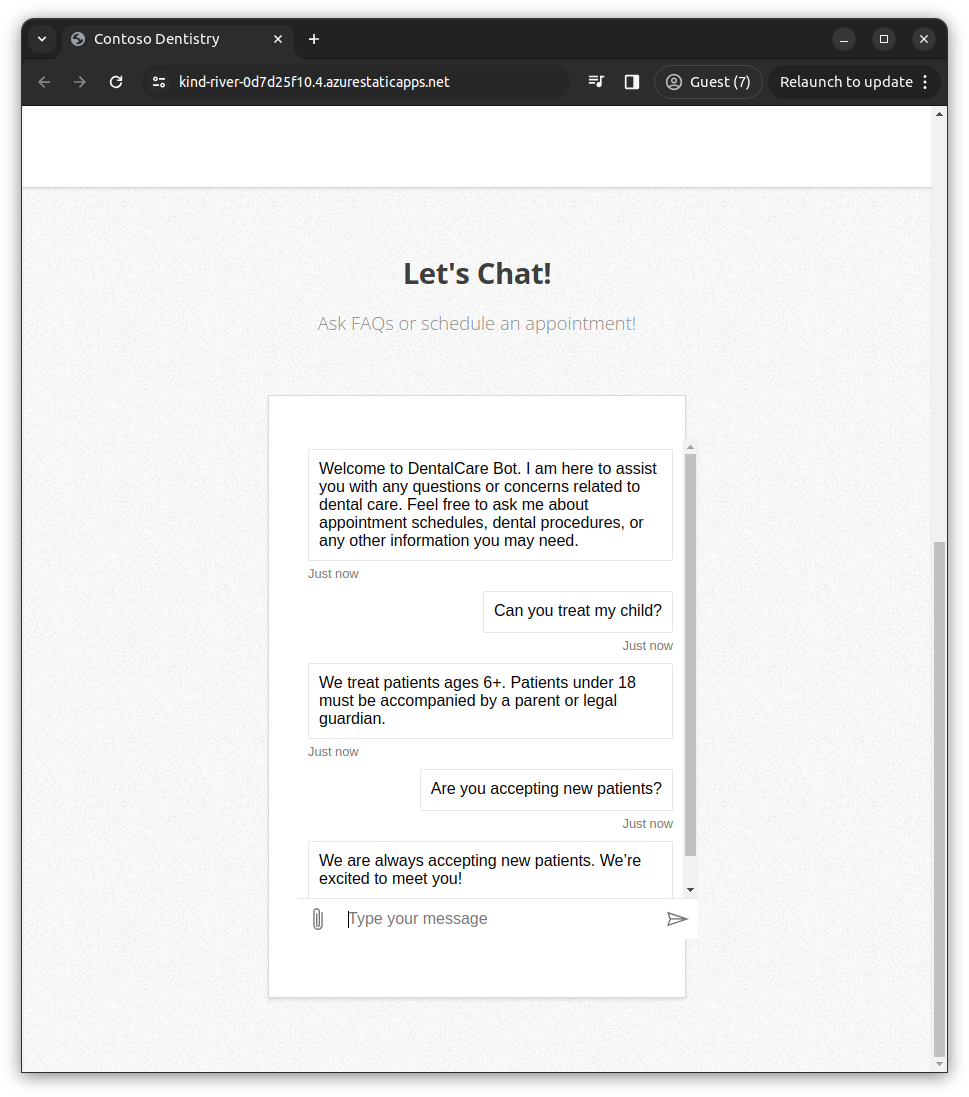 Contoso Dentistry
kind-river-0d7d25f10.4.azurestaticapps.net
Guest (7)
Relaunch to update
Let's Chat!
Ask FAQs or schedule an appointment!
Welcome to DentalCare Bot. I am here to assist
you with any questions or concerns related to
dental care. Feel free to ask me about
appointment schedules, dental procedures, or
any other information you may need.
Just now
Can you treat my child?
Just now
We treat patients ages 6+. Patients under 18
must be accompanied by a parent or legal
guardian.
Just now
Are you accepting new patients?
Just now
We are always accepting new patients. We’re
excited to meet you!
Type your message